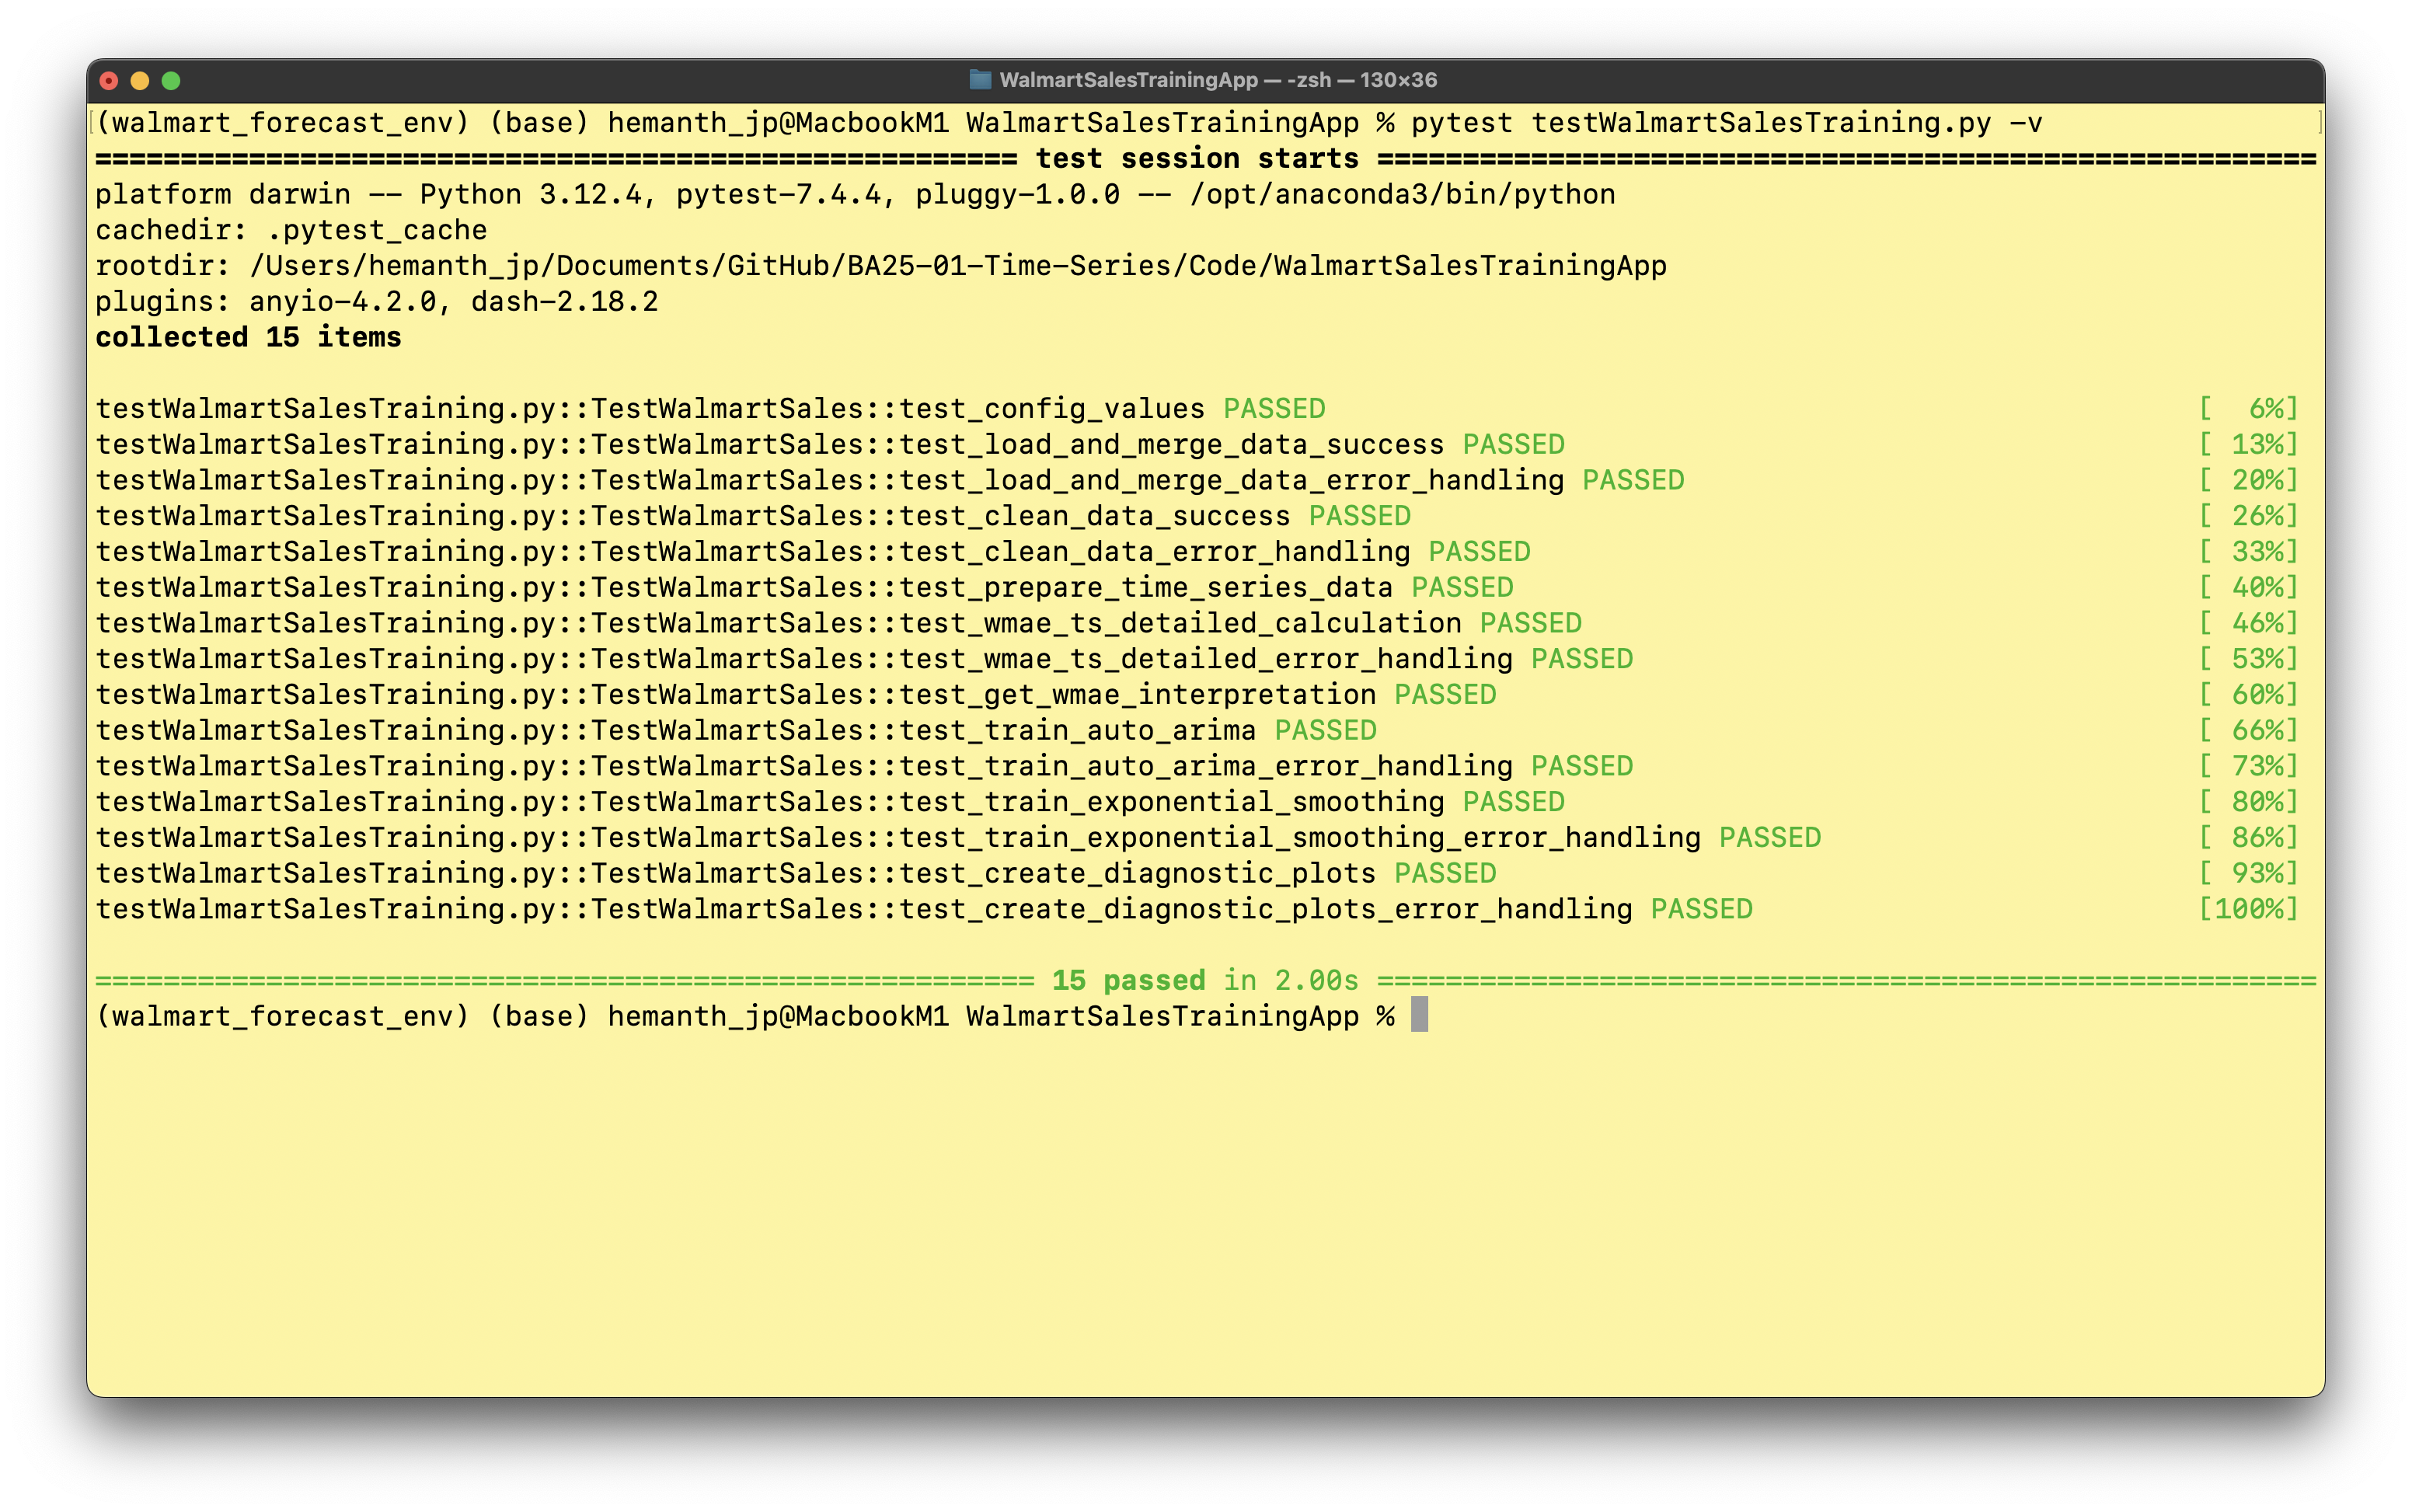 WalmartSalesTrainingApp — -zsh — 130×36
(walmart_forecast_env) (base) hemanth_jp@MacbookM1 WalmartSalesTrainingApp % pytest testWalmartSalesTraining.py -v
====================================================== test session starts =======================================================
platform darwin -- Python 3.12.4, pytest-7.4.4, pluggy-1.0.0 -- /opt/anaconda3/bin/python
cachedir: .pytest_cache
rootdir: /Users/hemanth_jp/Documents/GitHub/BA25-01-Time-Series/Code/WalmartSalesTrainingApp
plugins: anyio-4.2.0, dash-2.18.2
collected 15 items
testWalmartSalesTraining.py::TestWalmartSales::test_config_values PASSED [  6%]
testWalmartSalesTraining.py::TestWalmartSales::test_load_and_merge_data_success PASSED [ 13%]
testWalmartSalesTraining.py::TestWalmartSales::test_load_and_merge_data_error_handling PASSED [ 20%]
testWalmartSalesTraining.py::TestWalmartSales::test_clean_data_success PASSED [ 26%]
testWalmartSalesTraining.py::TestWalmartSales::test_clean_data_error_handling PASSED [ 33%]
testWalmartSalesTraining.py::TestWalmartSales::test_prepare_time_series_data PASSED [ 40%]
testWalmartSalesTraining.py::TestWalmartSales::test_wmae_ts_detailed_calculation PASSED [ 46%]
testWalmartSalesTraining.py::TestWalmartSales::test_wmae_ts_detailed_error_handling PASSED [ 53%]
testWalmartSalesTraining.py::TestWalmartSales::test_get_wmae_interpretation PASSED [ 60%]
testWalmartSalesTraining.py::TestWalmartSales::test_train_auto_arima PASSED [ 66%]
testWalmartSalesTraining.py::TestWalmartSales::test_train_auto_arima_error_handling PASSED [ 73%]
testWalmartSalesTraining.py::TestWalmartSales::test_train_exponential_smoothing PASSED [ 80%]
testWalmartSalesTraining.py::TestWalmartSales::test_train_exponential_smoothing_error_handling PASSED [ 86%]
testWalmartSalesTraining.py::TestWalmartSales::test_create_diagnostic_plots PASSED [ 93%]
testWalmartSalesTraining.py::TestWalmartSales::test_create_diagnostic_plots_error_handling PASSED [100%]
======================================================= 15 passed in 2.00s =======================================================
(walmart_forecast_env) (base) hemanth_jp@MacbookM1 WalmartSalesTrainingApp %